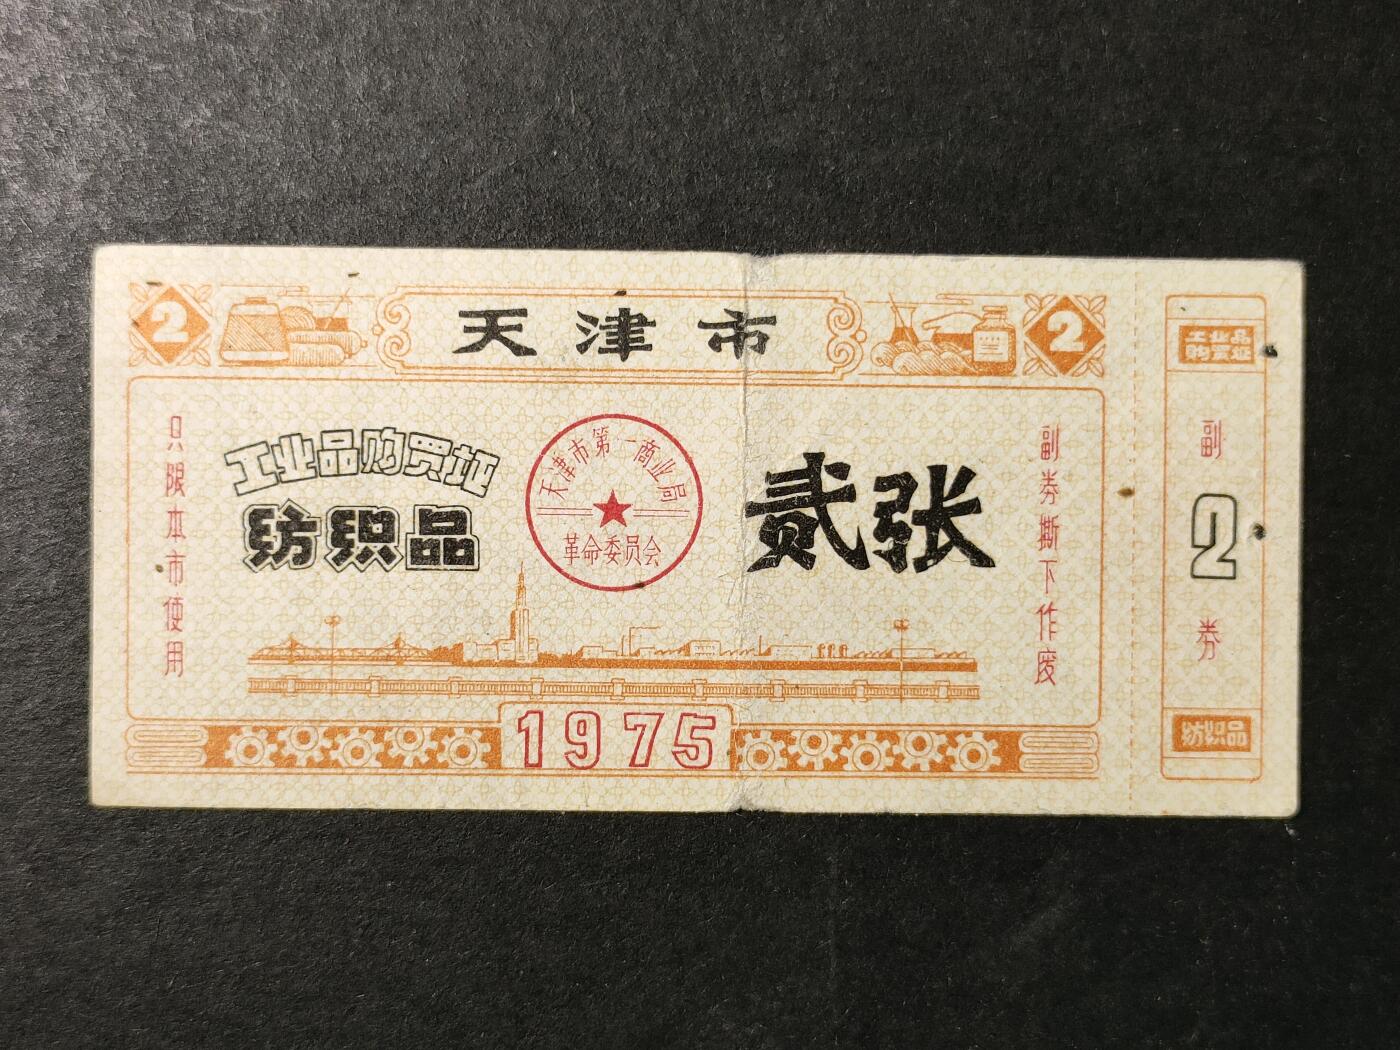 2
天津市
2
只限本市使用
工业品购买证
纺织品
天津市第一商业局
革命委员会
贰张
副券撕下作废
1975
工业品
购买证
副
2
券
纺织品